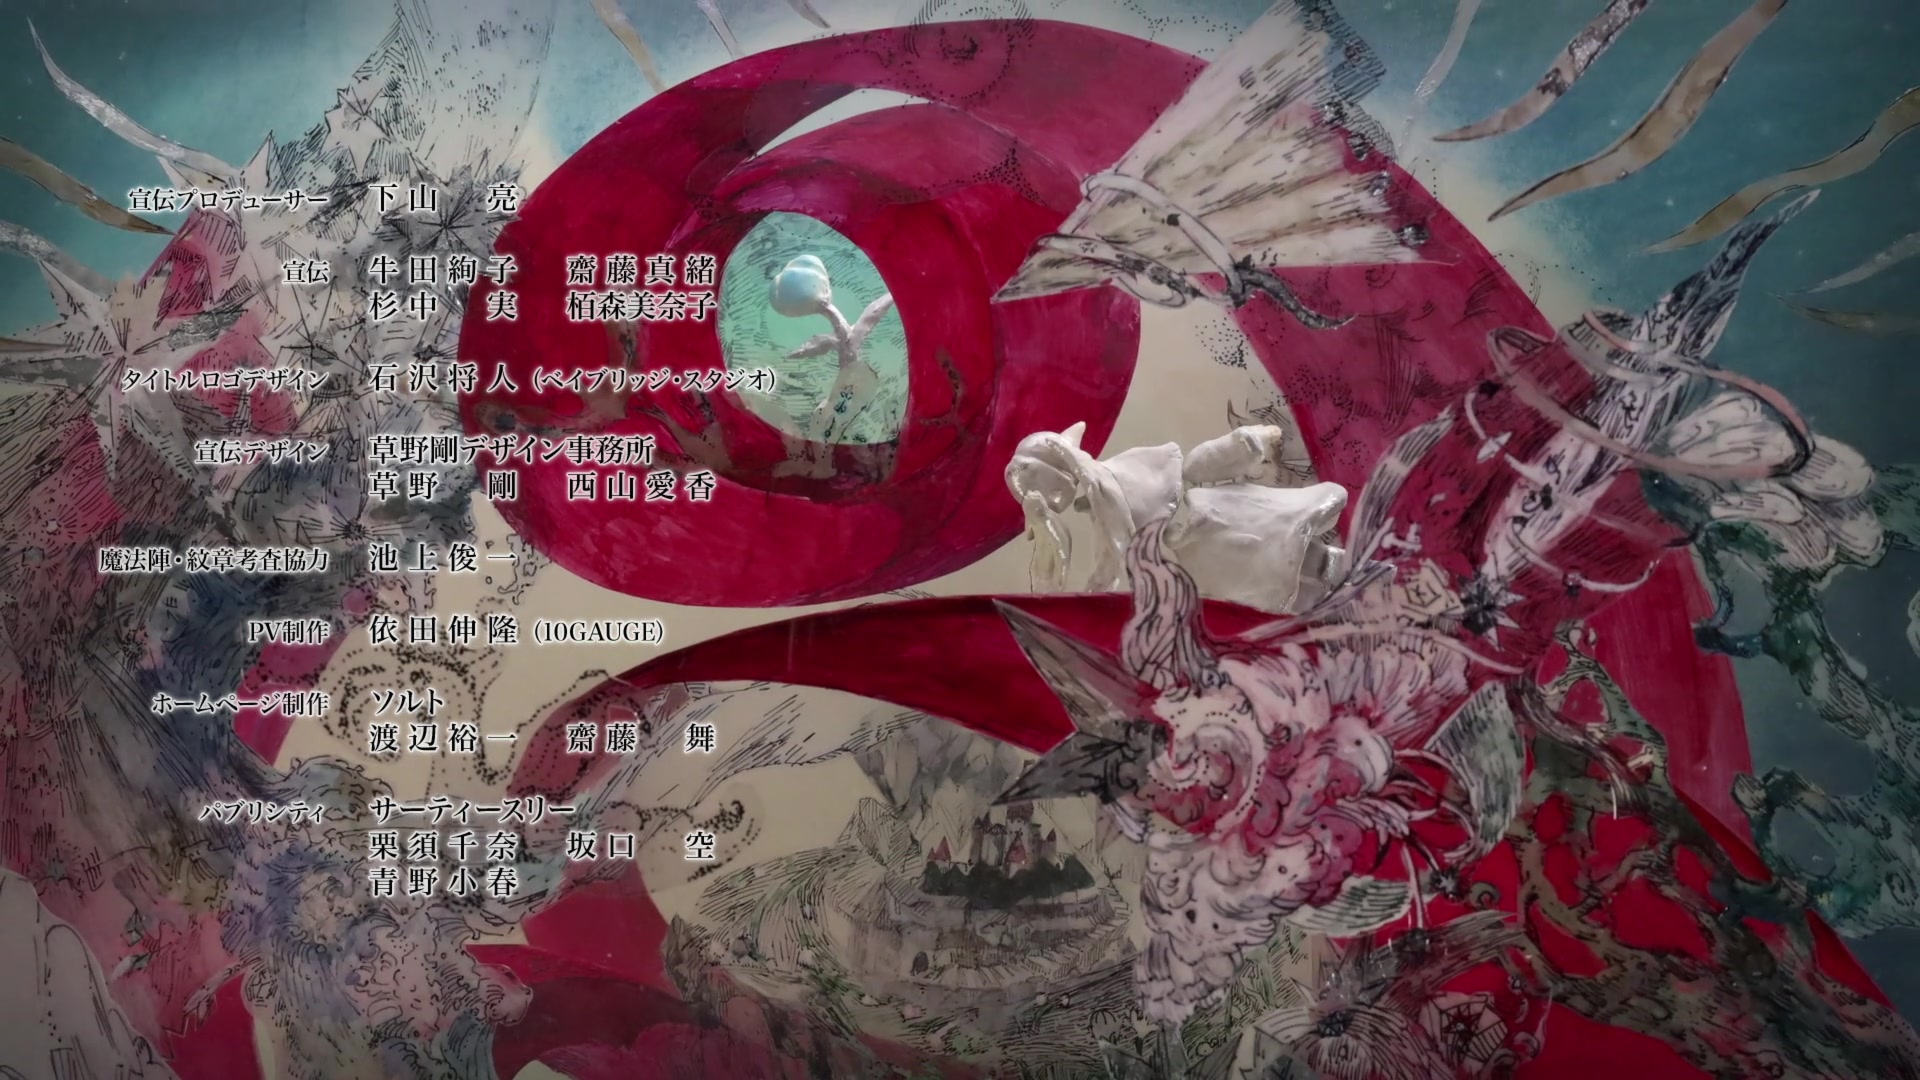 宣伝プロデューサー 下山 亮
宣伝 牛田絢子 齋藤真緒
杉中 実 栢森美奈子
タイトルロゴデザイン 石沢将人(ベイブリッジ・スタジオ)
宣伝デザイン 草野剛デザイン事務所
草野 剛 西山愛香
魔法陣・紋章考査協力 池上俊一
PV制作 依田伸隆(10GAUGE)
ホームページ制作 ソルト
渡辺裕一 齋藤 舞
パブリシティ サーティースリー
栗須千奈 坂口 空
青野小春